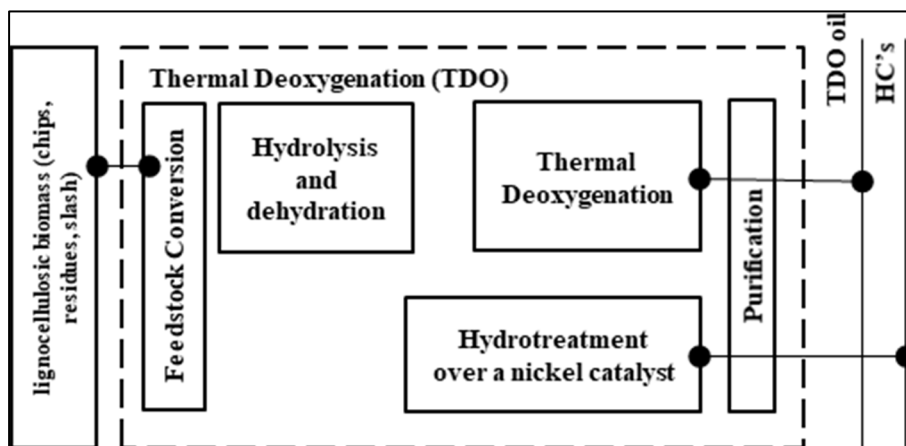 lignocellulosic biomass (chips,
residues, slash)
Thermal Deoxygenation (TDO)
Feedstock Conversion
Hydrolysis
and
dehydration
Thermal
Deoxygenation
Hydrotreatment
over a nickel catalyst
Purification
TDO oil
HC's